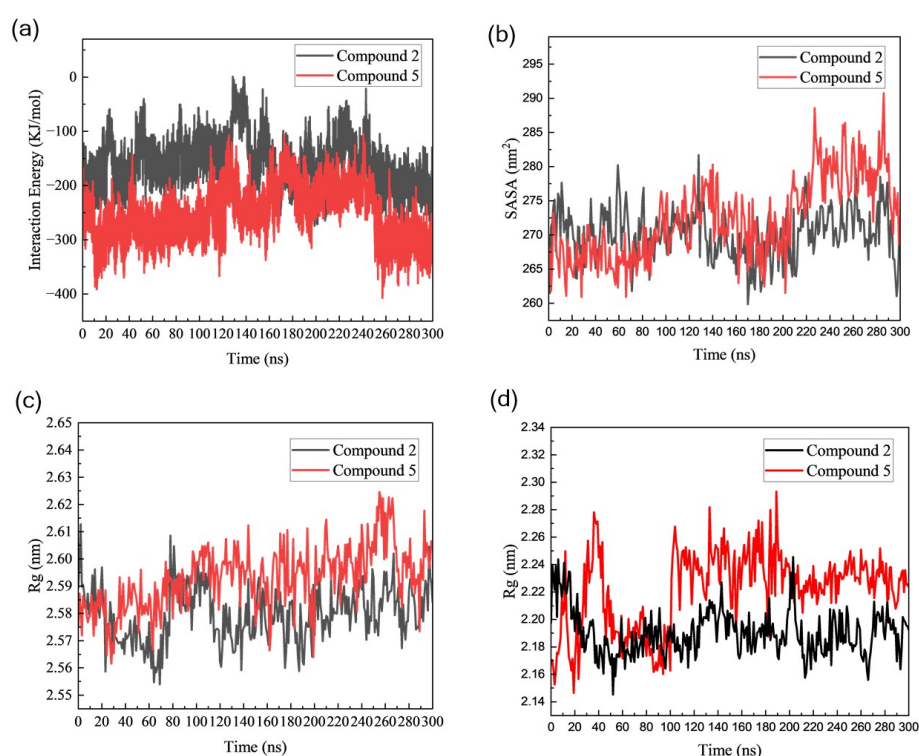 (a)
Compound 2
Compound 5
Interaction Energy (KJ/mol)
0
−100
−200
−300
−400
0 20 40 60 80 100 120 140 160 180 200 220 240 260 280 300
Time (ns)
(b)
Compound 2
Compound 5
SASA (nm²)
295
290
285
280
275
270
265
260
0 20 40 60 80 100 120 140 160 180 200 220 240 260 280 300
Time (ns)
(c)
Compound 2
Compound 5
Rg (nm)
2.65
2.64
2.63
2.62
2.61
2.60
2.59
2.58
2.57
2.56
2.55
0 20 40 60 80 100 120 140 160 180 200 220 240 260 280 300
Time (ns)
(d)
Compound 2
Compound 5
Rg (nm)
2.34
2.32
2.30
2.28
2.26
2.24
2.22
2.20
2.18
2.16
2.14
0 20 40 60 80 100 120 140 160 180 200 220 240 260 280 300
Time (ns)